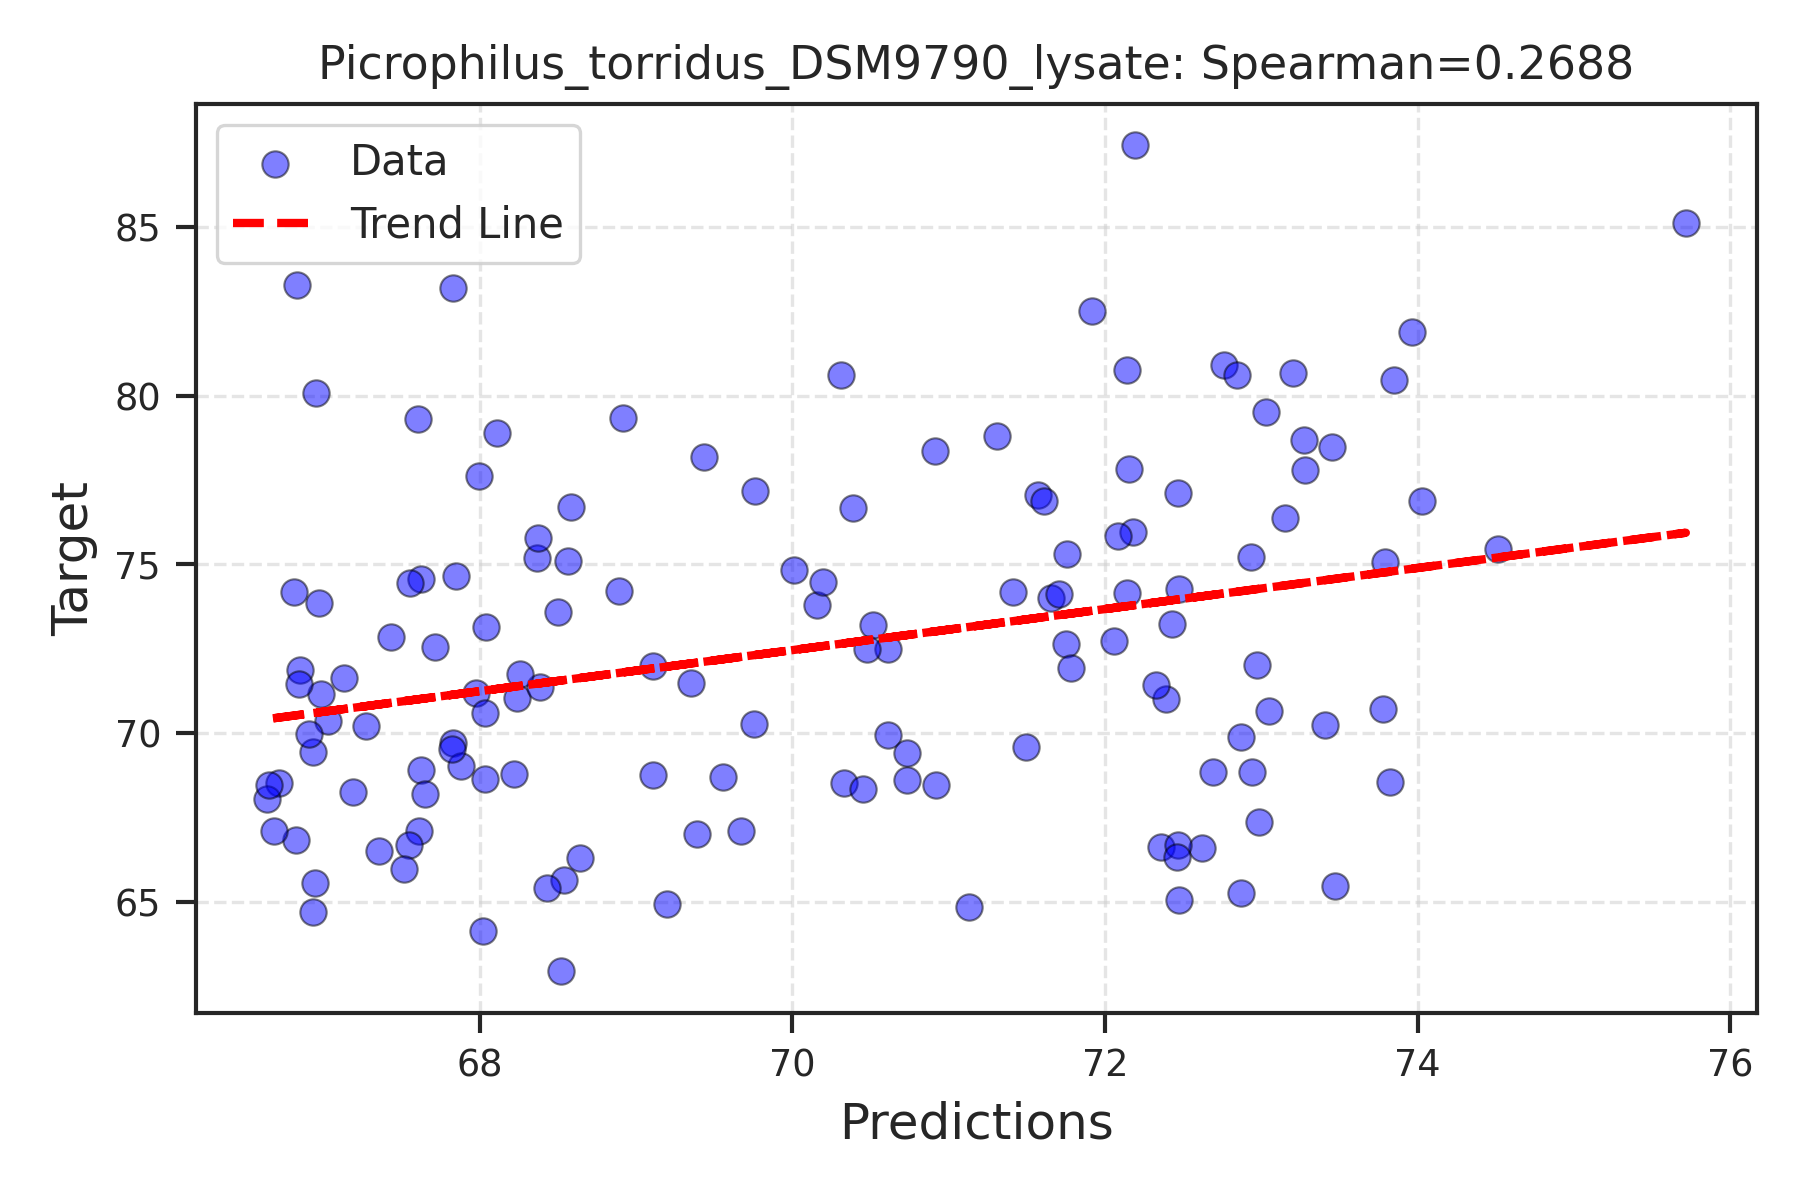 Picrophilus_torridus_DSM9790_lysate: Spearman=0.2688
Data
Trend Line
85
80
75
70
65
Target
68 70 72 74 76
Predictions